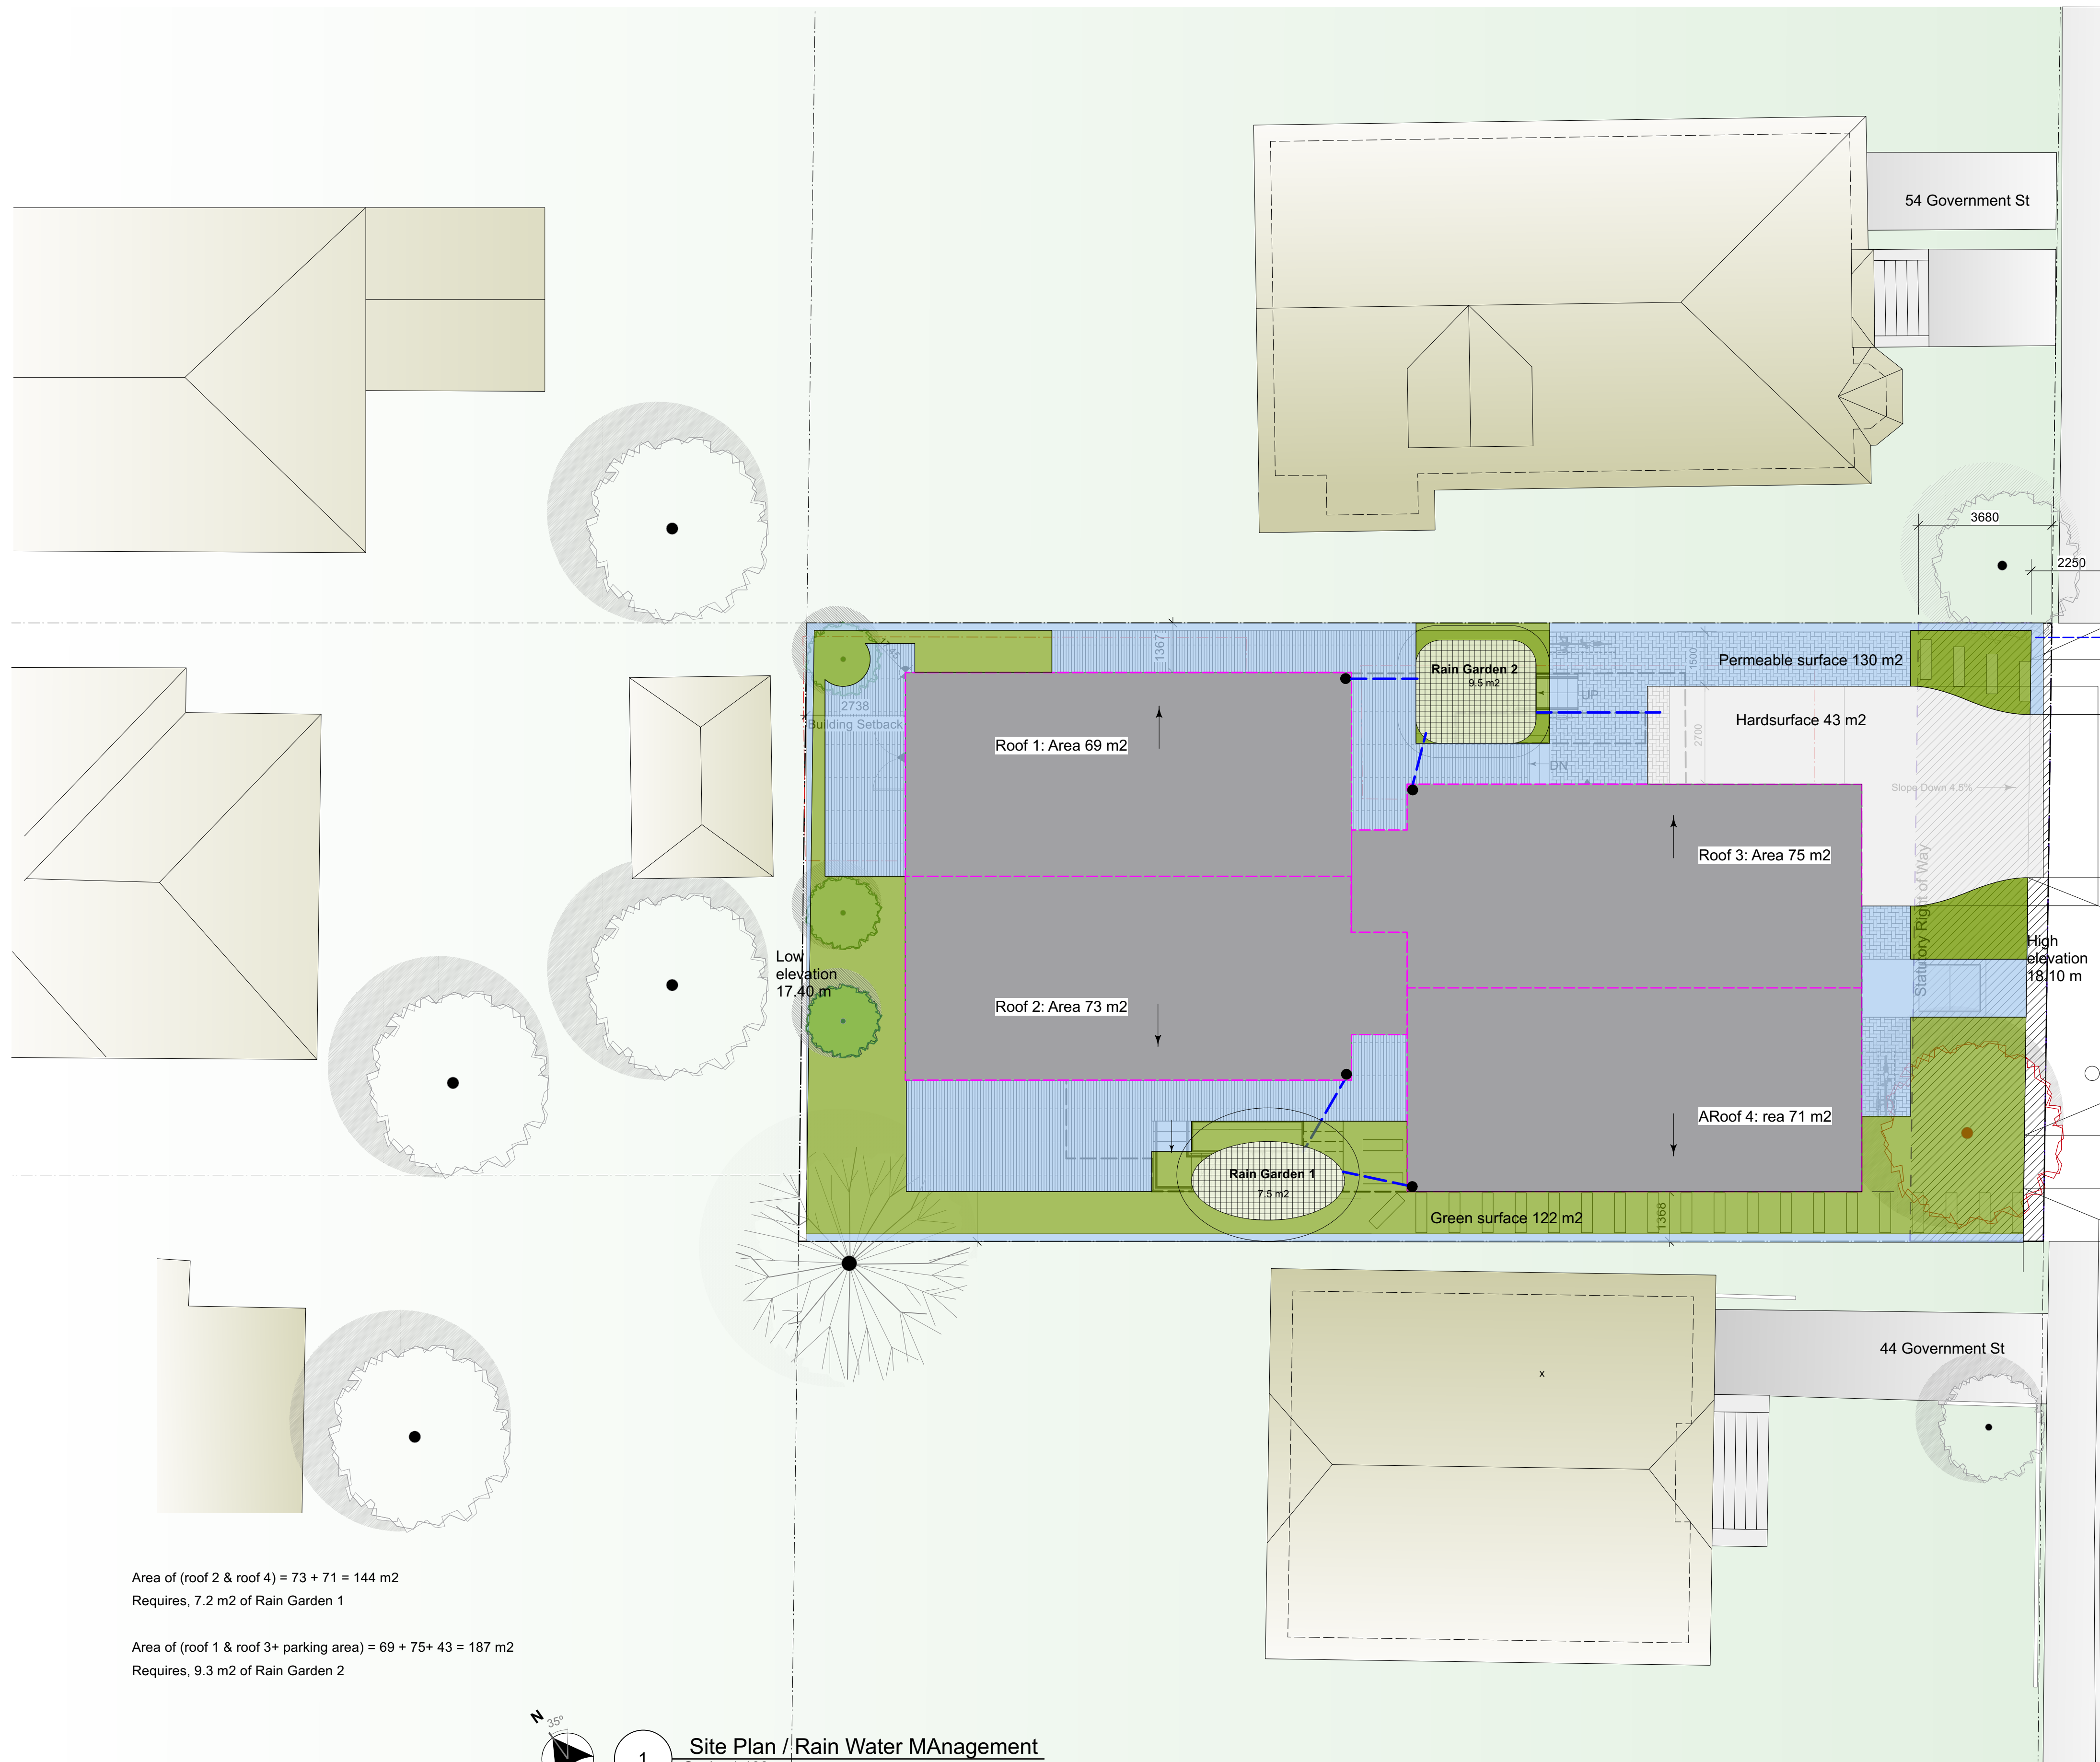 54 Government St
3680
2250
1367
Rain Garden 2
9.5 m2
1500
Permeable surface 130 m2
UP
2738
Building Setback
Hardsurface 43 m2
2700
Roof 1: Area 69 m2
DN
Slope Down 4.5%
Roof 3: Area 75 m2
Statutory Right of Way
Low
elevation
17.40 m
High
elevation
18.10 m
Roof 2: Area 73 m2
ARoof 4: rea 71 m2
Rain Garden 1
7.5 m2
Green surface 122 m2
1368
44 Government St
x
Area of (roof 2 & roof 4) = 73 + 71 = 144 m2
Requires, 7.2 m2 of Rain Garden 1
Area of (roof 1 & roof 3+ parking area) = 69 + 75+ 43 = 187 m2
Requires, 9.3 m2 of Rain Garden 2
N
35°
1
Site Plan / Rain Water MAnagement